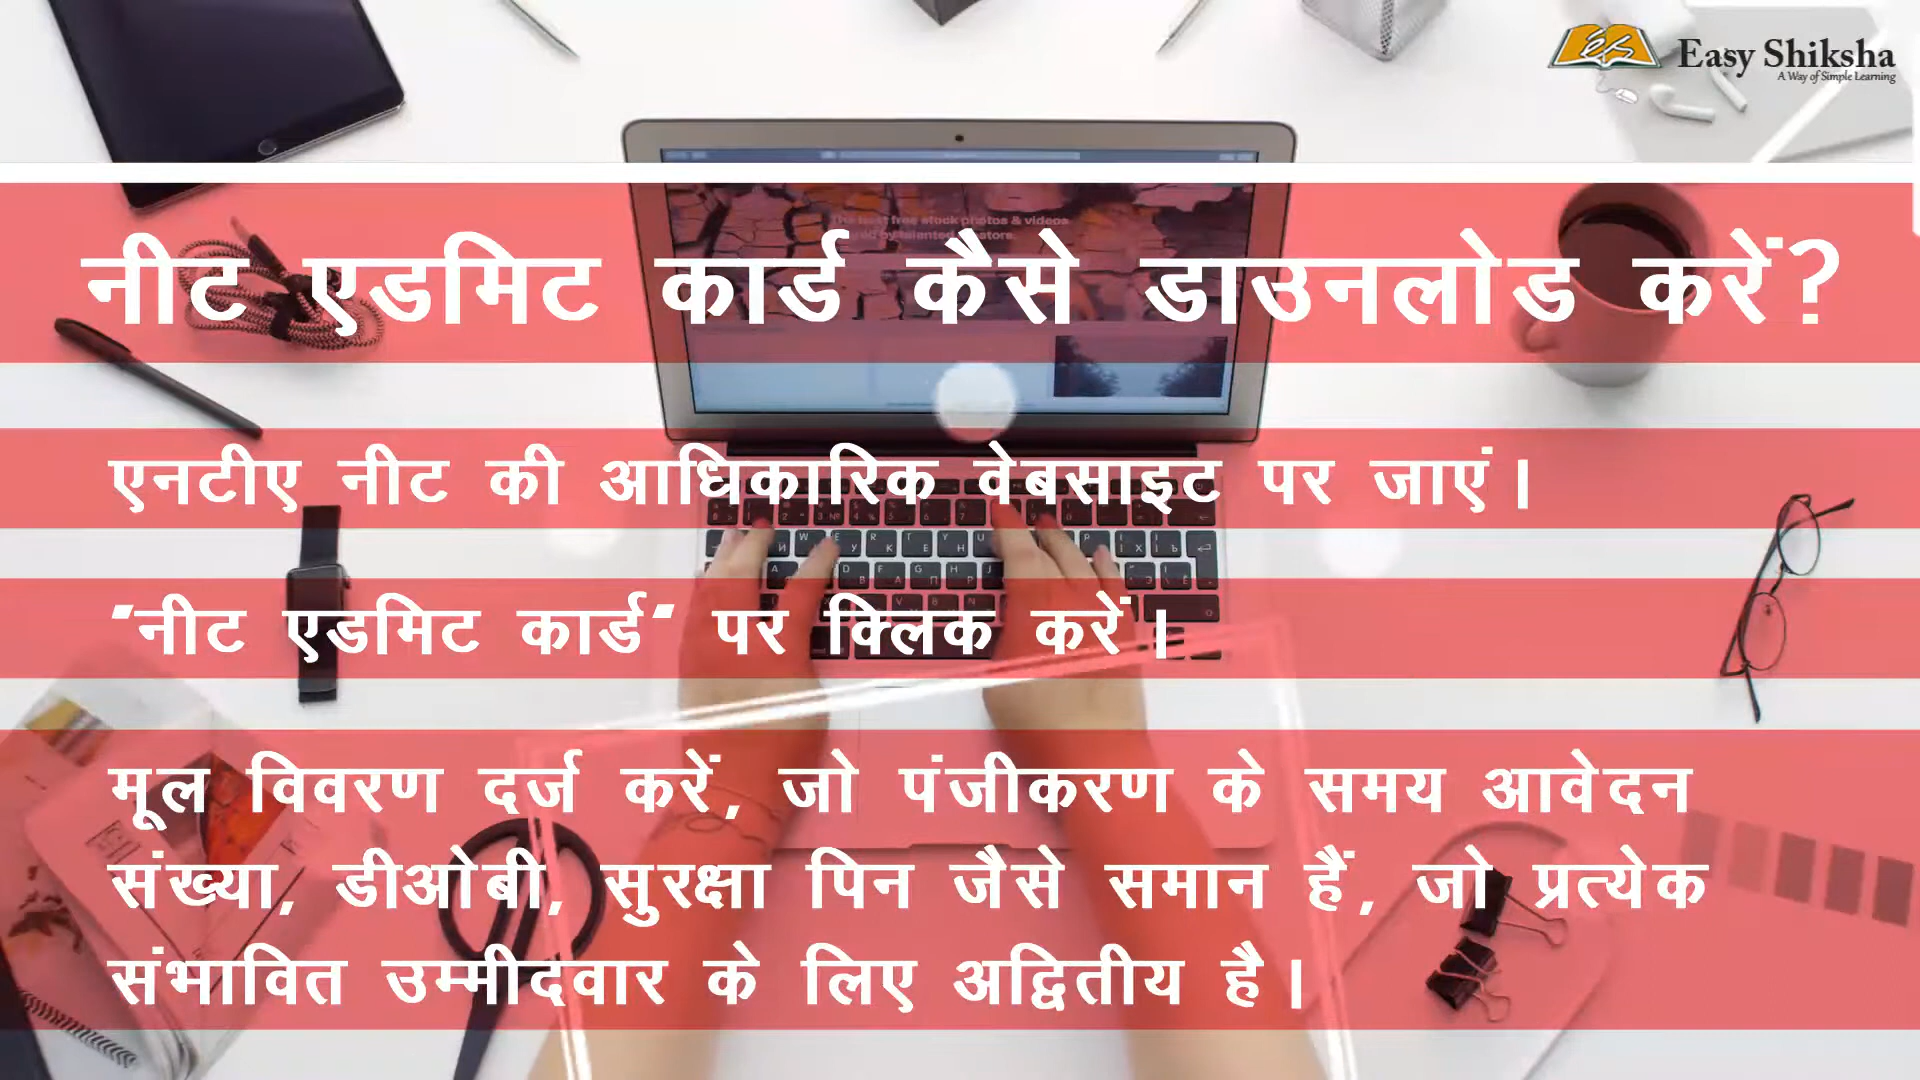 Easy Shiksha
A Way of Simple Learning
नीट एडमिट कार्ड कैसे डाउनलोड करें?
एनटीए नीट की आधिकारिक वेबसाइट पर जाएं।
"नीट एडमिट कार्ड" पर क्लिक करें।
मूल विवरण दर्ज करें, जो पंजीकरण के समय आवेदन
संख्या, डीओबी, सुरक्षा पिन जैसे समान हैं, जो प्रत्येक
संभावित उम्मीदवार के लिए अद्वितीय है।